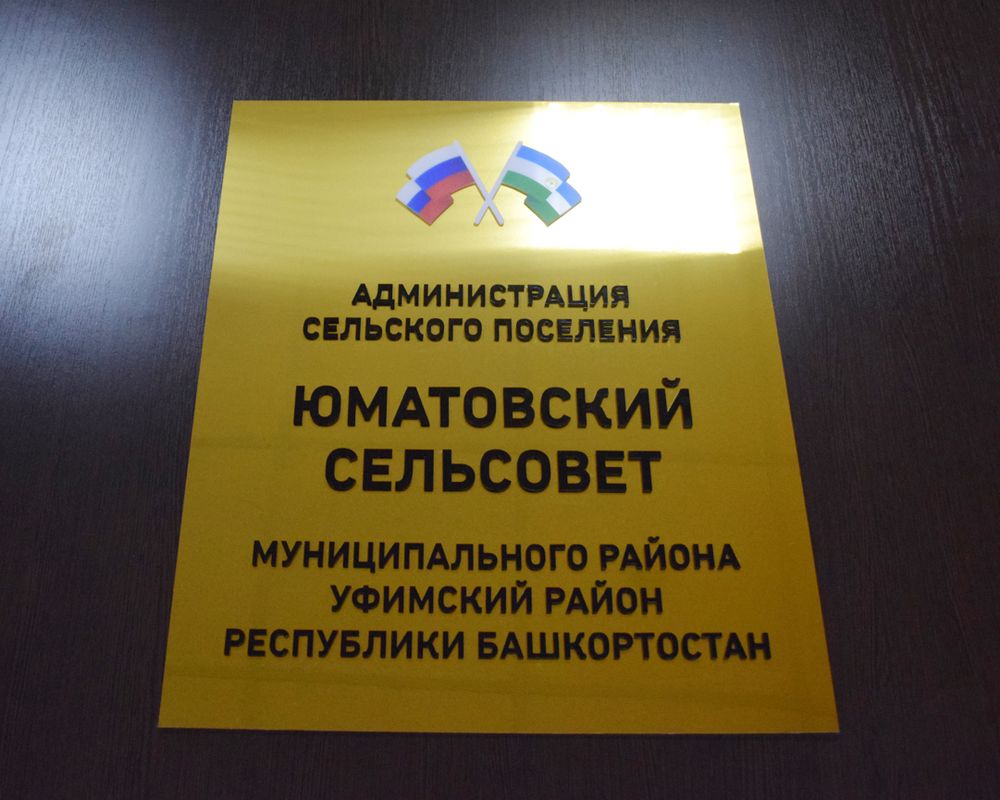 АДМИНИСТРАЦИЯ
СЕЛЬСКОГО ПОСЕЛЕНИЯ
ЮМАТОВСКИЙ
СЕЛЬСОВЕТ
МУНИЦИПАЛЬНОГО РАЙОНА
УФИМСКИЙ РАЙОН
РЕСПУБЛИКИ БАШКОРТОСТАН